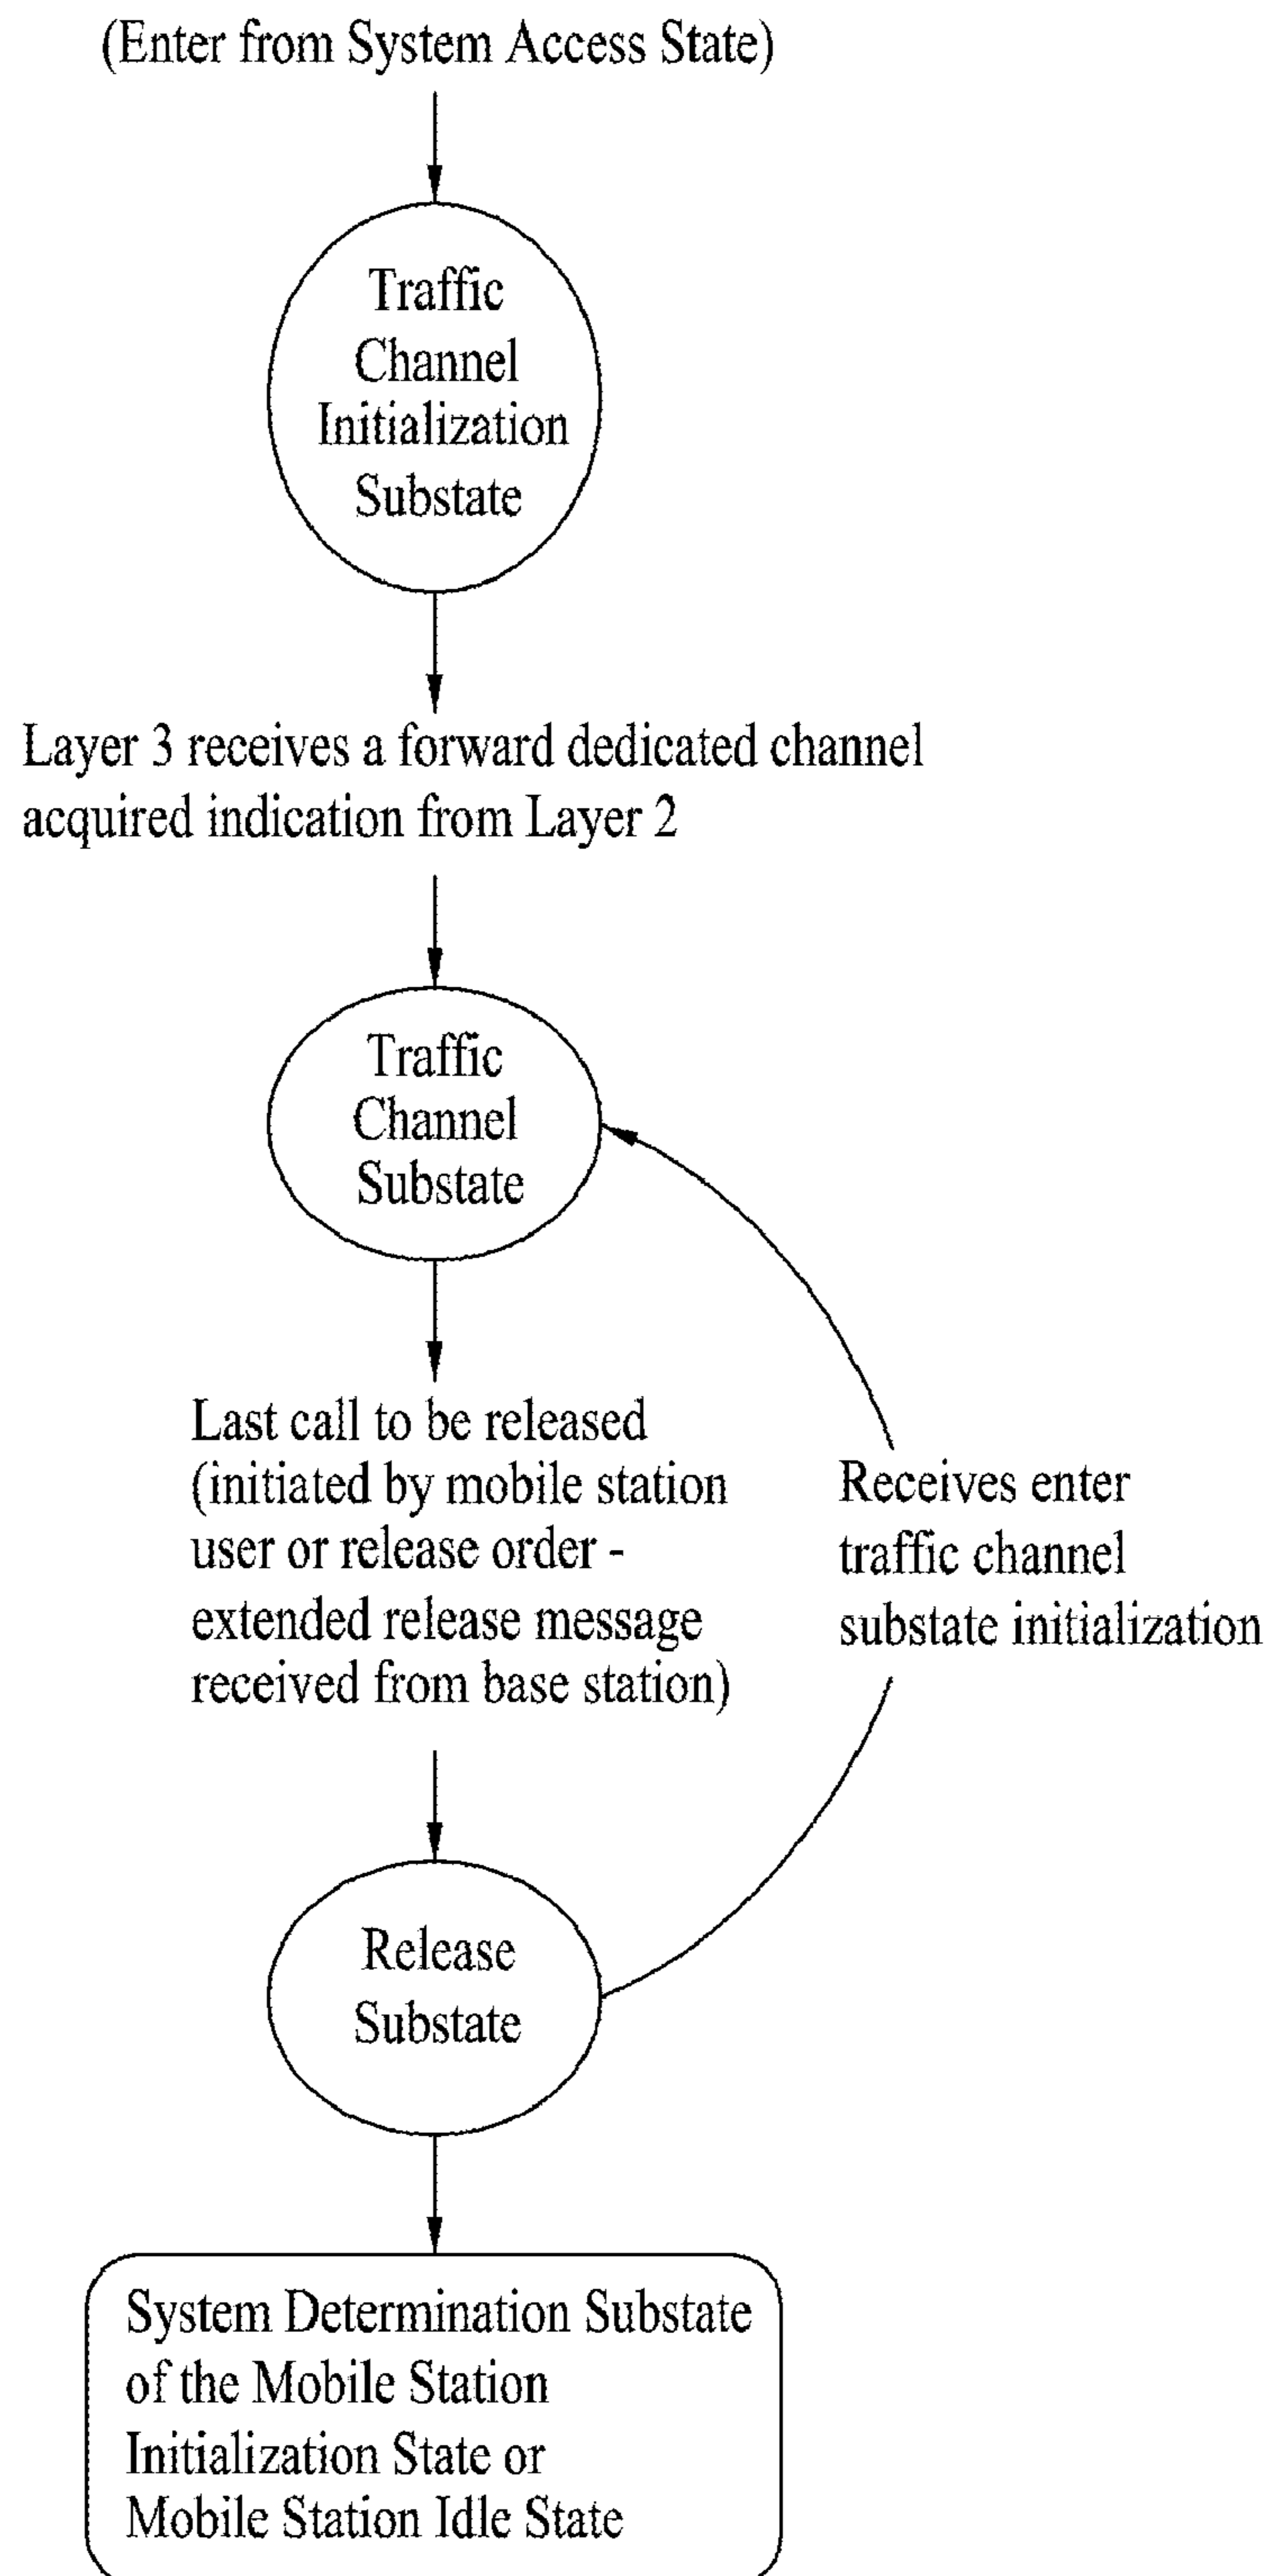 (Enter from System Access State)
Traffic
Channel
Initialization
Substate
Layer 3 receives a forward dedicated channel
acquired indication from Layer 2
Traffic
Channel
Substate
Last call to be released
(initiated by mobile station
user or release order -
extended release message
received from base station)
Receives enter
traffic channel
substate initialization
Release
Substate
System Determination Substate
of the Mobile Station
Initialization State or
Mobile Station Idle State